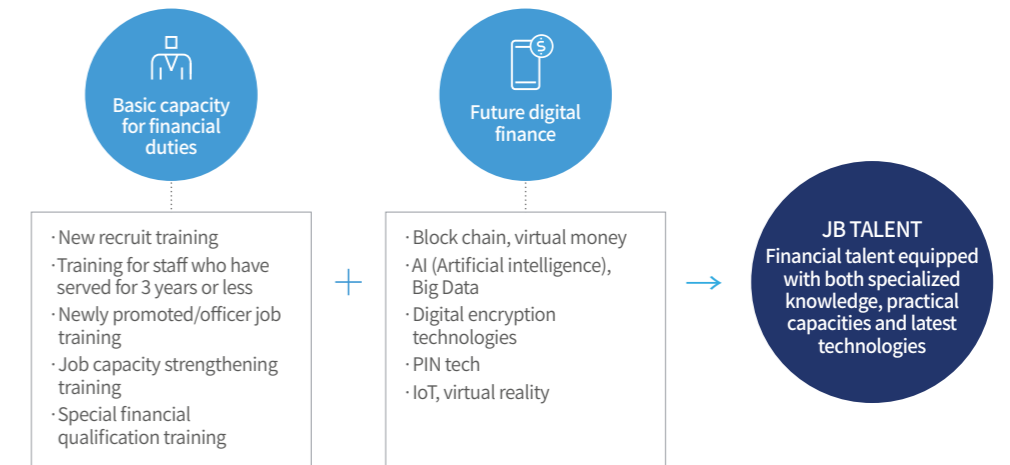 Basic capacity
for financial
duties
·New recruit training
·Training for staff who have
served for 3 years or less
·Newly promoted/officer job
training
·Job capacity strengthening
training
·Special financial
qualification training
+
$
Future digital
finance
·Block chain, virtual money
·AI (Artificial intelligence),
Big Data
·Digital encryption
technologies
·PIN tech
·IoT, virtual reality
→
JB TALENT
Financial talent equipped
with both specialized
knowledge, practical
capacities and latest
technologies